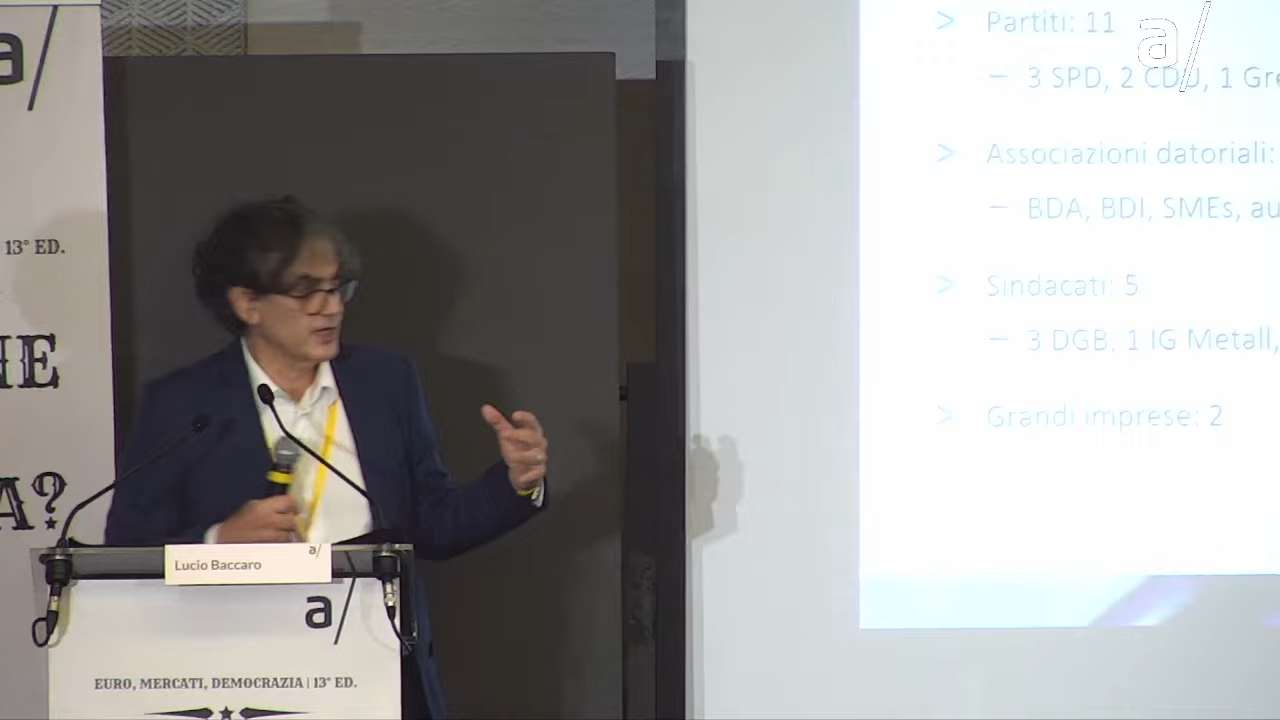 a/
13° ED.
HE
A?
Lucio Baccaro
a/
a/
EURO, MERCATI, DEMOCRAZIA | 13° ED.
Partiti: 11
– 3 SPD, 2 CDU, 1 Gre
Associazioni datoriali:
– BDA, BDI, SMEs, au
Sindacati: 5
– 3 DGB, 1 IG Metall,
Grandi imprese: 2
a/